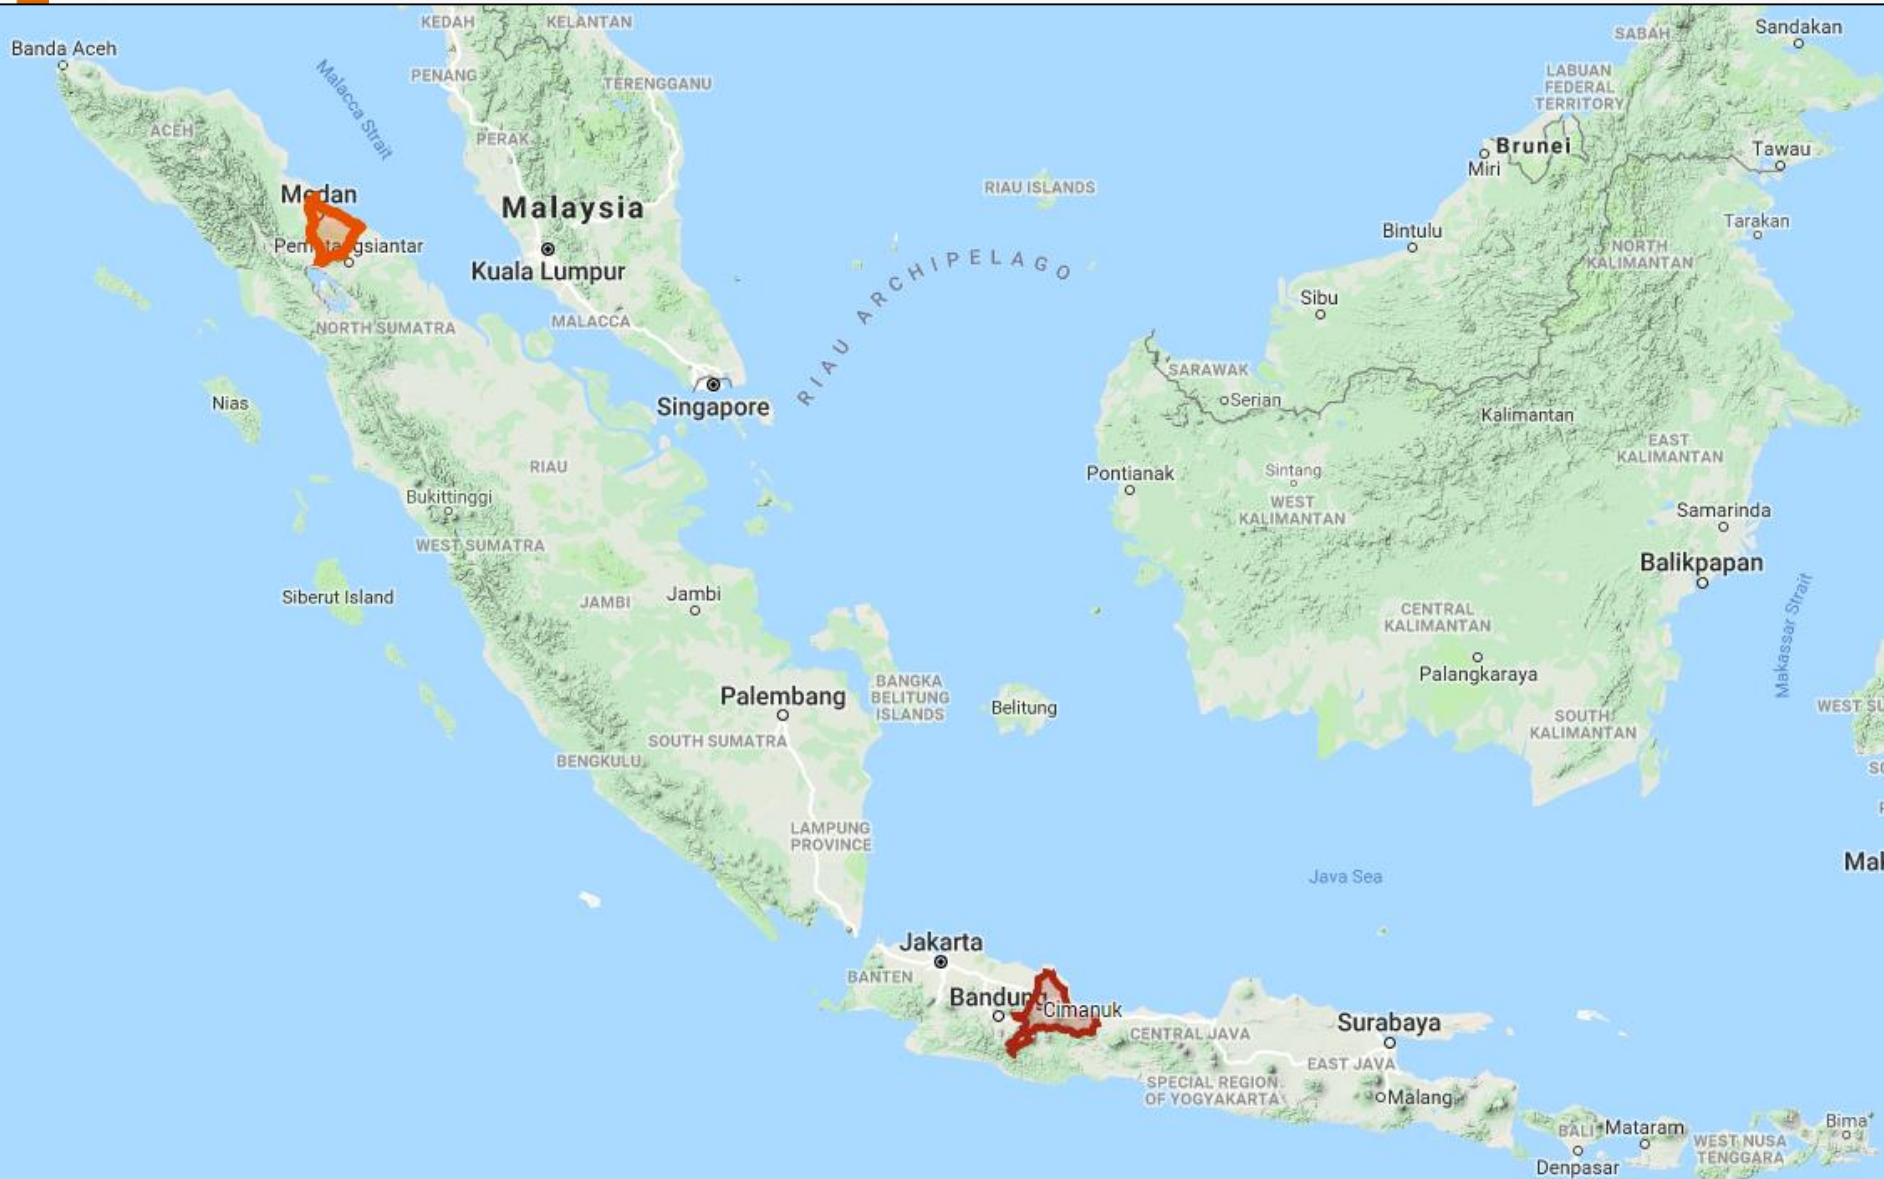 KEDAH
KELANTAN
Sandakan
SABAH
Banda Aceh
PENANG
TERENGGANU
LABUAN
FEDERAL
TERRITORY
Malacca Strait
ACEH
PERAK
Brunei
Miri
Tawau
Medan
RIAU ISLANDS
Malaysia
Tarakan
Bintulu
Pematangsiantar
NORTH
KALIMANTAN
Kuala Lumpur
RIAU ARCHIPELAGO
Sibu
MALACCA
NORTH SUMATRA
SARAWAK
Serian
Nias
Singapore
Kalimantan
EAST
KALIMANTAN
RIAU
Pontianak
Sintang
Bukittinggi
WEST
KALIMANTAN
Samarinda
WEST SUMATRA
Balikpapan
Siberut Island
JAMBI
Jambi
CENTRAL
KALIMANTAN
Makassar Strait
Palangkaraya
Palembang
BANGKA
BELITUNG
ISLANDS
Belitung
WEST SU
SOUTH
KALIMANTAN
SOUTH SUMATRA
BENGKULU
LAMPUNG
PROVINCE
Mak
Java Sea
Jakarta
BANTEN
Bandung
Cimanuk
Surabaya
CENTRAL JAVA
EAST JAVA
SPECIAL REGION
OF YOGYAKARTA
Malang
BALI
Mataram
Bima
WEST NUSA
TENGGARA
Denpasar